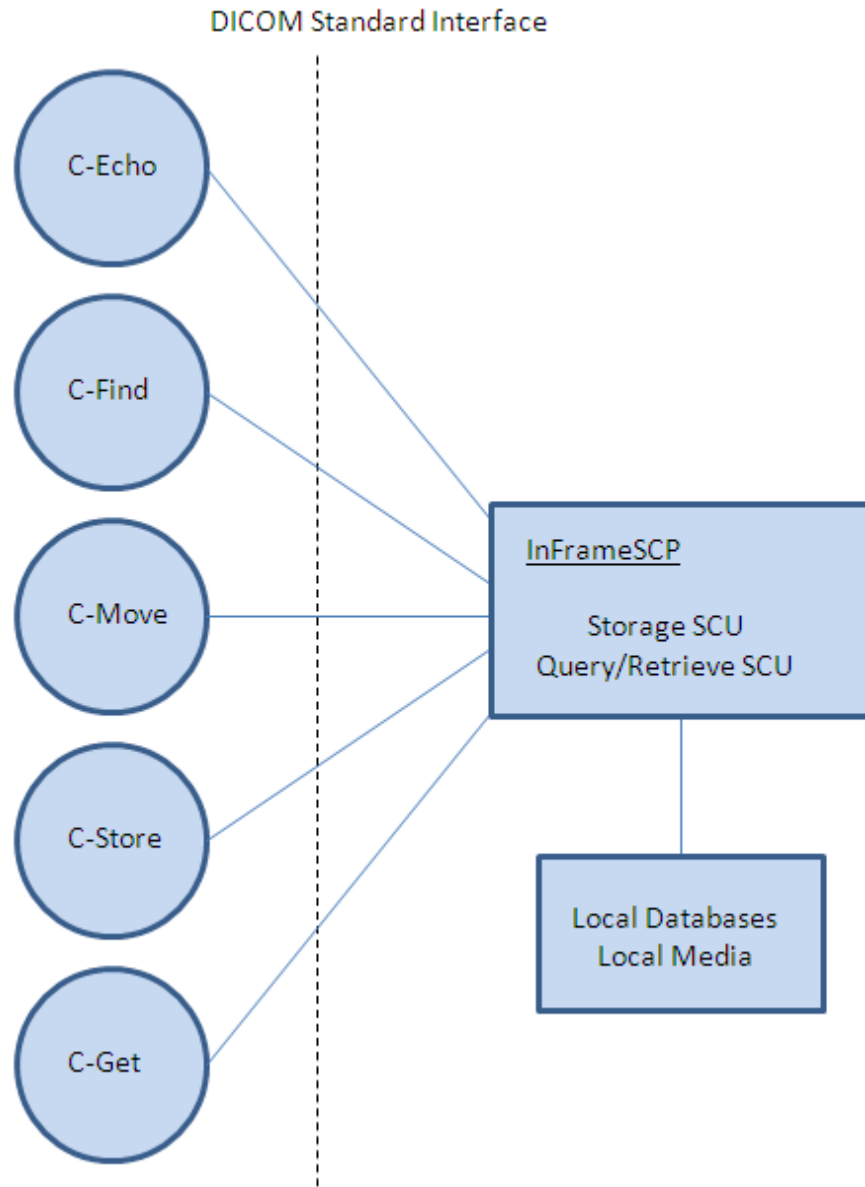 DICOM Standard Interface
C-Echo
C-Find
C-Move
C-Store
C-Get
InFrameSCP
Storage SCU
Query/Retrieve SCU
Local Databases
Local Media